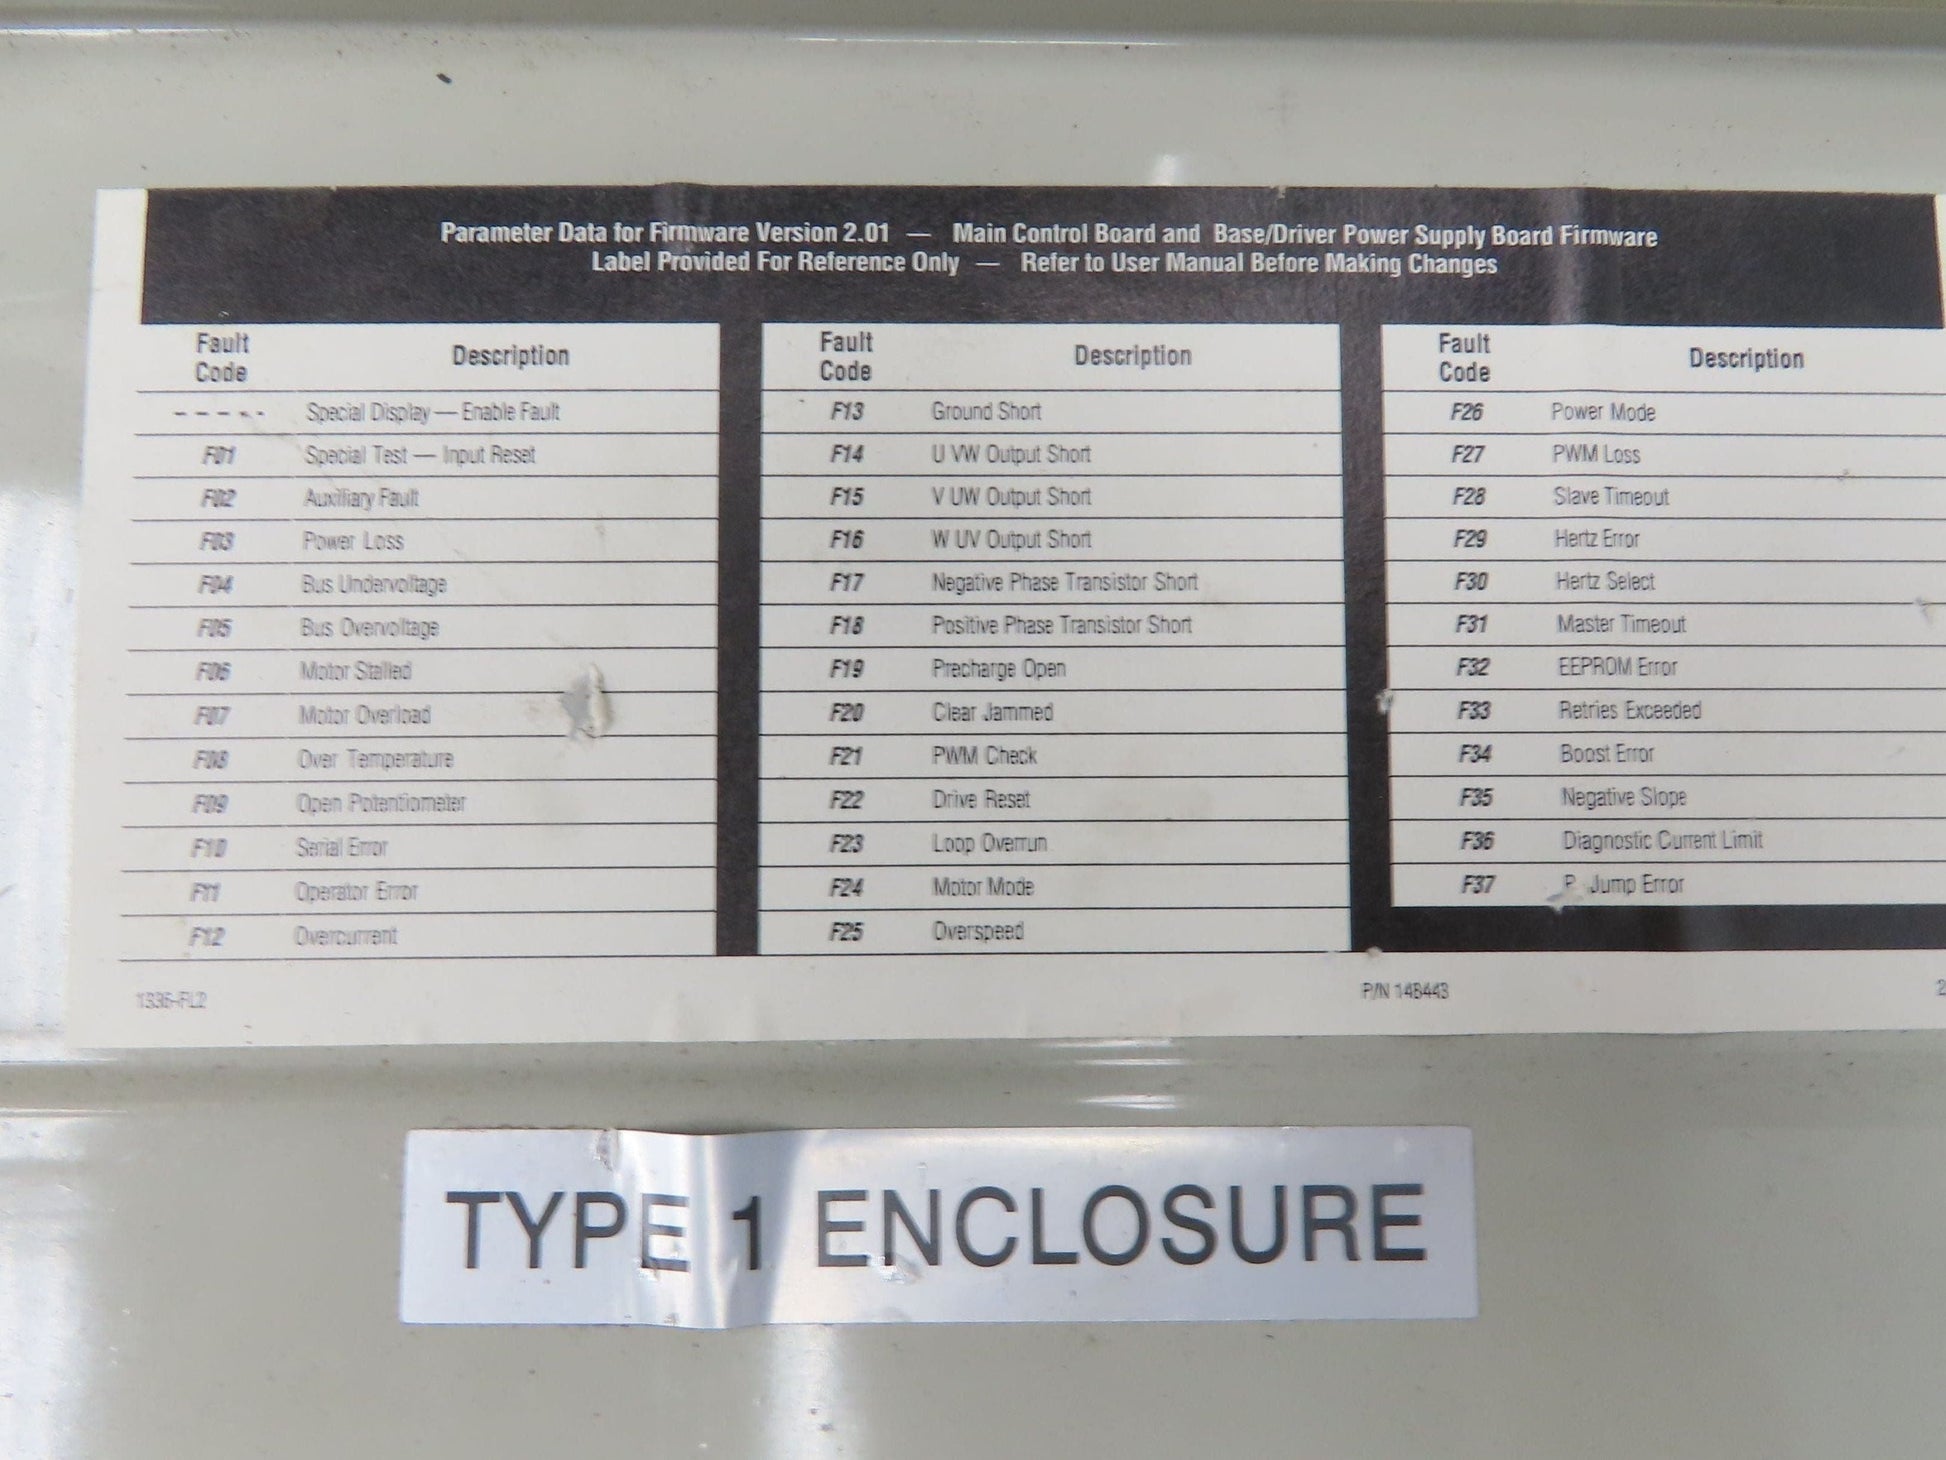 Parameter Data for Firmware Version 2.01 — Main Control Board and Base/Driver Power Supply Board Firmware
Label Provided For Reference Only — Refer to User Manual Before Making Changes
Fault Code Description
- - - - - Special Display — Enable Fault
F01 Special Test — Input Reset
F02 Auxiliary Fault
F03 Power Loss
F04 Bus Undervoltage
F05 Bus Overvoltage
F06 Motor Stalled
F07 Motor Overload
F08 Over Temperature
F09 Open Potentiometer
F10 Serial Error
F11 Operator Error
F12 Overcurrent
Fault Code Description
F13 Ground Short
F14 U VW Output Short
F15 V UW Output Short
F16 W UV Output Short
F17 Negative Phase Transistor Short
F18 Positive Phase Transistor Short
F19 Precharge Open
F20 Clear Jammed
F21 PWM Check
F22 Drive Reset
F23 Loop Overrun
F24 Motor Mode
F25 Overspeed
Fault Code Description
F26 Power Mode
F27 PWM Loss
F28 Slave Timeout
F29 Hertz Error
F30 Hertz Select
F31 Master Timeout
F32 EEPROM Error
F33 Retries Exceeded
F34 Boost Error
F35 Negative Slope
F36 Diagnostic Current Limit
F37 Jump Error
1336-FL2
P/N 148443
TYPE 1 ENCLOSURE